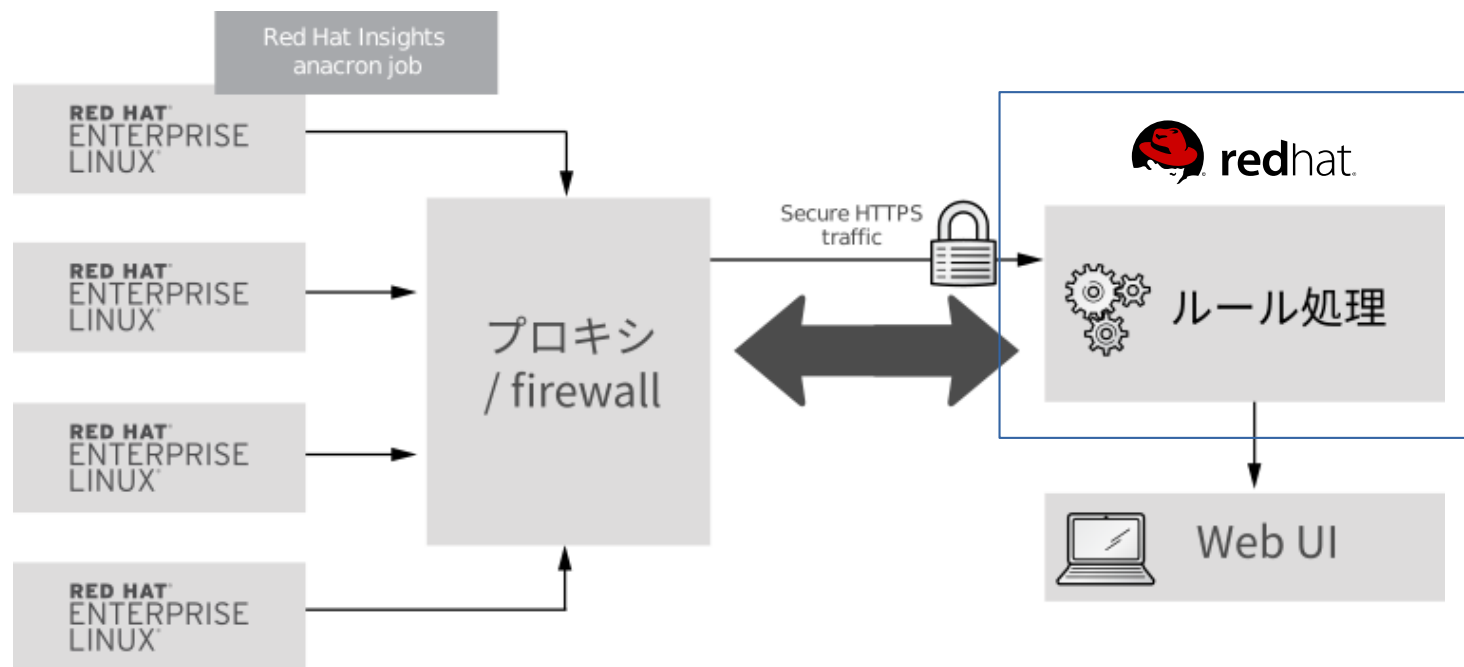 Red Hat Insights
anacron job
RED HAT
ENTERPRISE
LINUX
RED HAT
ENTERPRISE
LINUX
RED HAT
ENTERPRISE
LINUX
RED HAT
ENTERPRISE
LINUX
プロキシ
/ firewall
Secure HTTPS
traffic
redhat.
ルール処理
Web UI